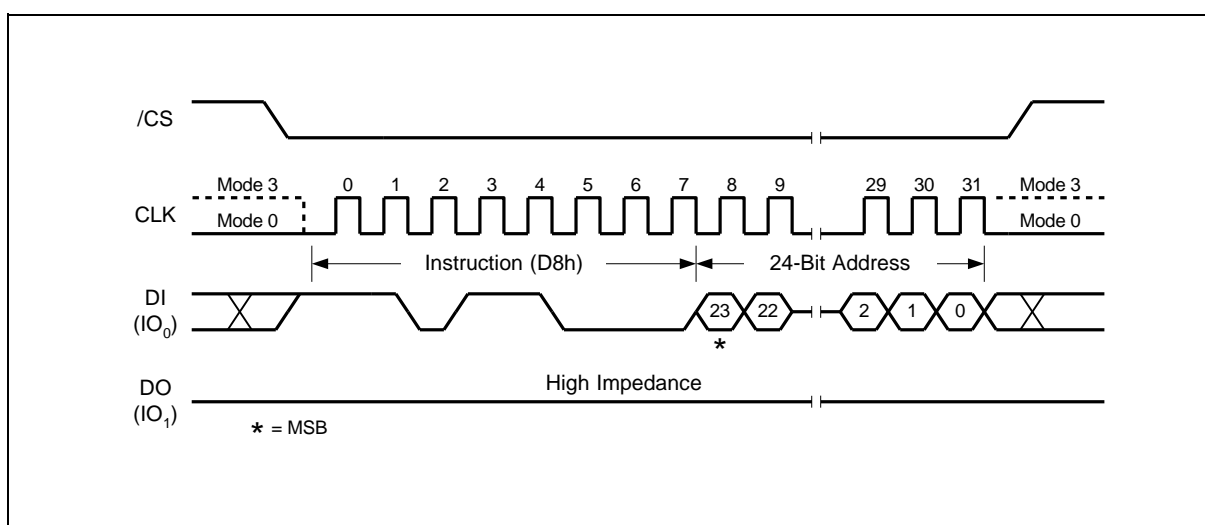 /CS
Mode 3 0 1 2 3 4 5 6 7 8 9 29 30 31 Mode 3
CLK
Mode 0 Mode 0
Instruction (D8h) 24-Bit Address
DI
(IO0)
23 22 2 1 0
*
High Impedance
DO
(IO1)
* = MSB